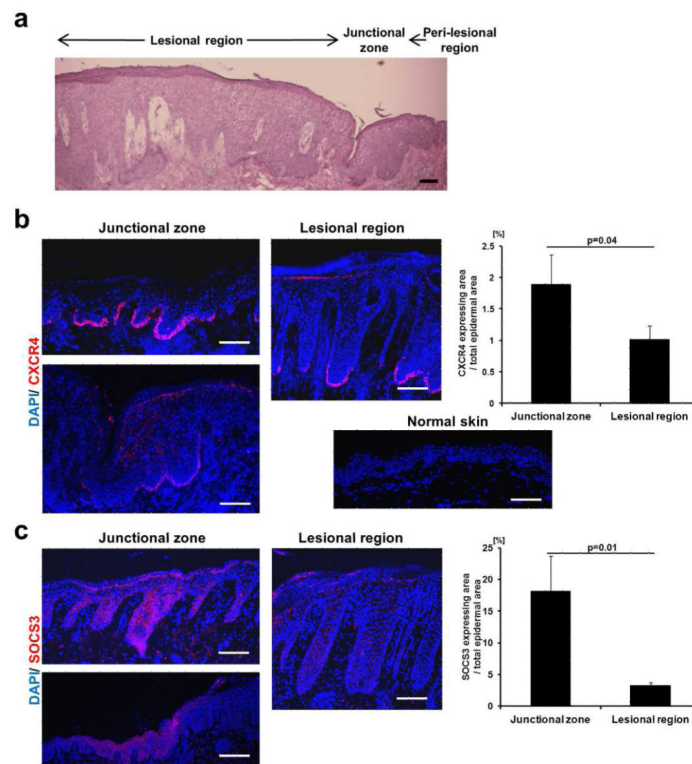 a
Lesional region
Junctional
zone
Peri-lesional
region
b
Junctional zone
Lesional region
DAPI/ CXCR4
Normal skin
[%]
p=0.04
CXCR4 expressing area
/ total epidermal area
2.5
2
1.5
1
0.5
0
Junctional zone
Lesional region
c
Junctional zone
Lesional region
DAPI/ SOCS3
[%]
p=0.01
SOCS3 expressing area
/ total epidermal area
25
20
15
10
5
0
Junctional zone
Lesional region